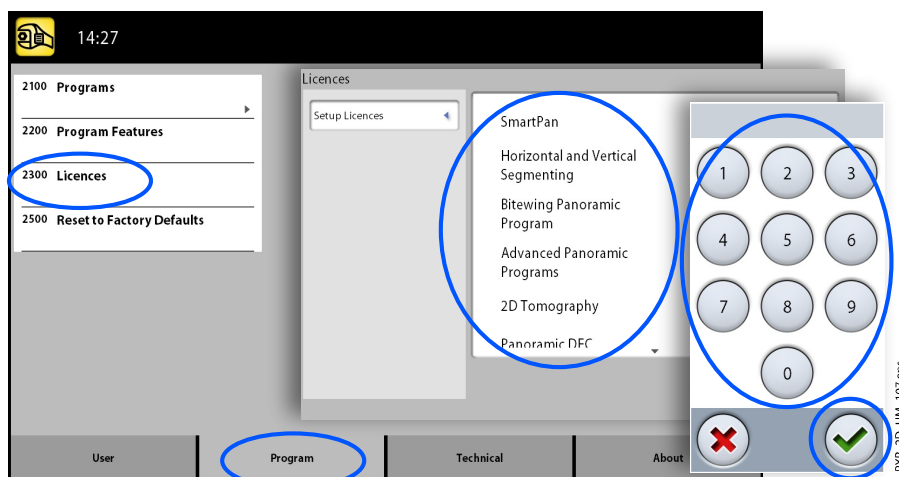 14:27
2100 Programs
2200 Program Features
2300 Licences
2500 Reset to Factory Defaults
Licences
Setup Licences
SmartPan
Horizontal and Vertical
Segmenting
Bitewing Panoramic
Program
Advanced Panoramic
Programs
2D Tomography
Panoramic DEC
1 2 3
4 5 6
7 8 9
0
User Program Technical About